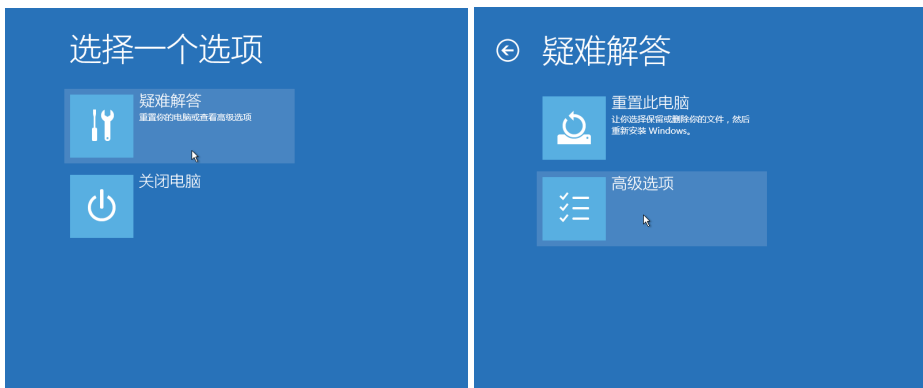 选择一个选项
疑难解答
重置你的电脑或查看高级选项
关闭电脑
疑难解答
重置此电脑
让你选择保留或删除你的文件，然后
重新安装 Windows。
高级选项